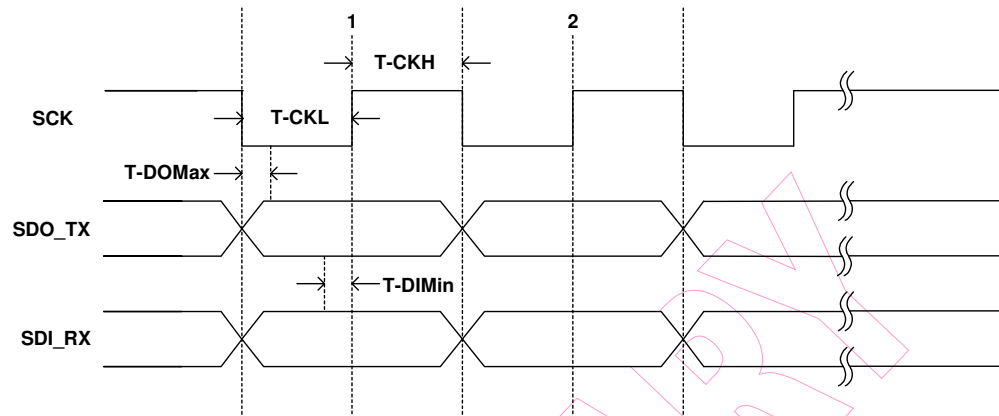 1
2
T-CKH
SCK
T-CKL
T-DOMax
SDO_TX
T-DIMin
SDI_RX